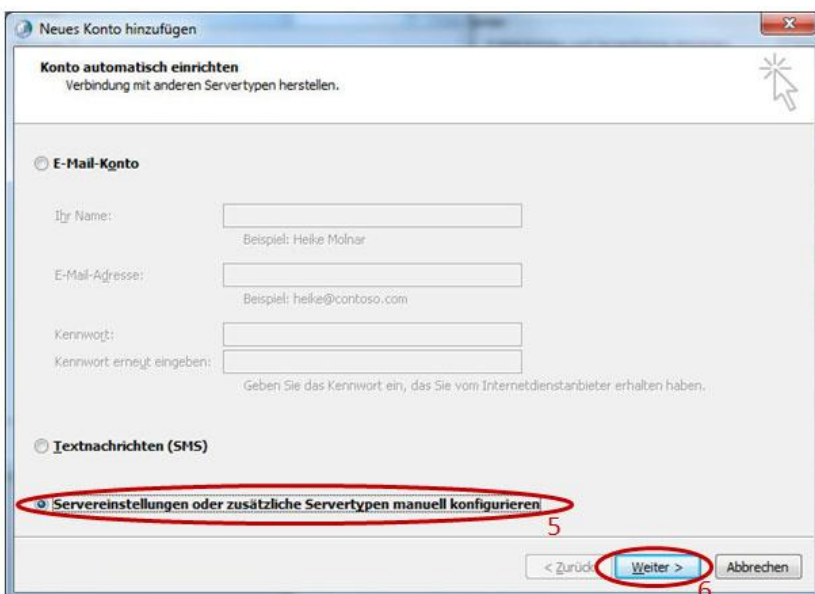 Neues Konto hinzufügen
Konto automatisch einrichten
Verbindung mit anderen Servertypen herstellen.
E-Mail-Konto
Ihr Name:
Beispiel: Heike Molnar
E-Mail-Adresse:
Beispiel: heike@contoso.com
Kennwort:
Kennwort erneut eingeben:
Geben Sie das Kennwort ein, das Sie vom Internetdienstanbieter erhalten haben.
Textnachrichten (SMS)
Servereinstellungen oder zusätzliche Servertypen manuell konfigurieren
5
< Zurück Weiter > Abbrechen
6